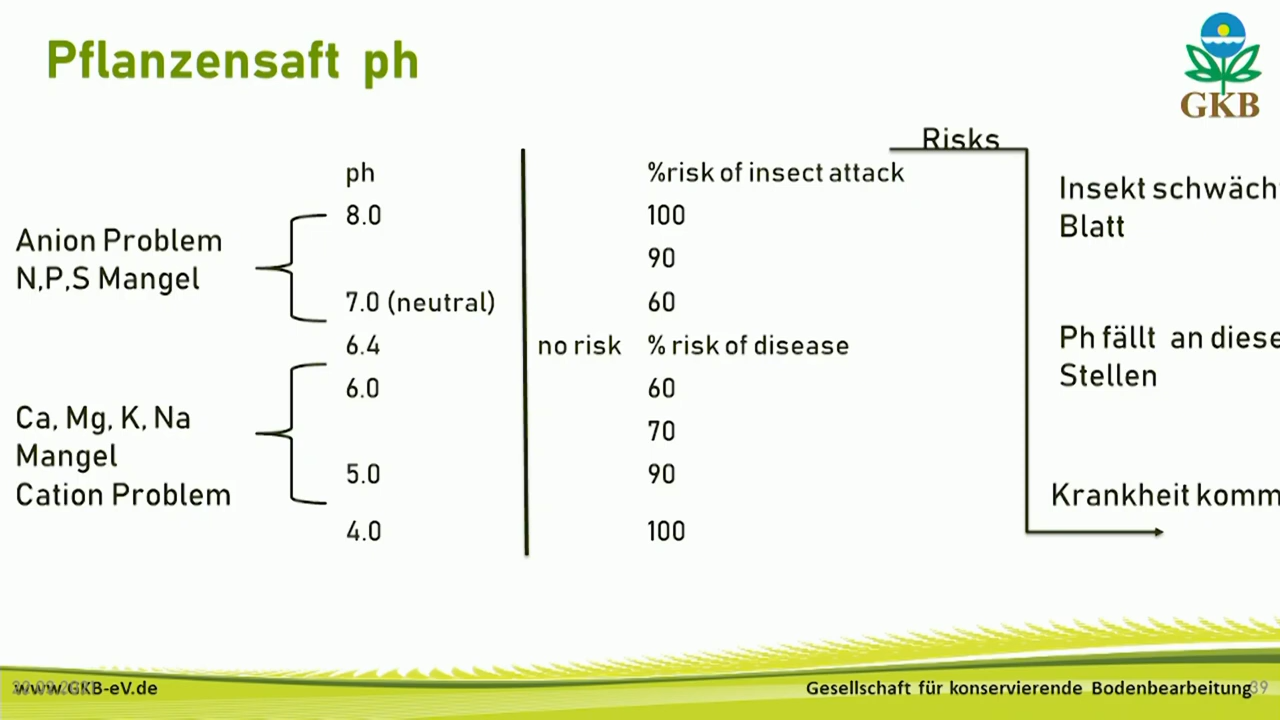 Pflanzensaft ph
GKB
Risks
ph %risk of insect attack
8.0 100
90
7.0 (neutral) 60
6.4 no risk % risk of disease
6.0 60
70
5.0 90
4.0 100
Anion Problem
N,P,S Mangel
Ca, Mg, K, Na
Mangel
Cation Problem
Insekt schwäch
Blatt
Ph fällt an diese
Stellen
Krankheit komm
www.GKB-eV.de
Gesellschaft für konservierende Bodenbearbeitung
39